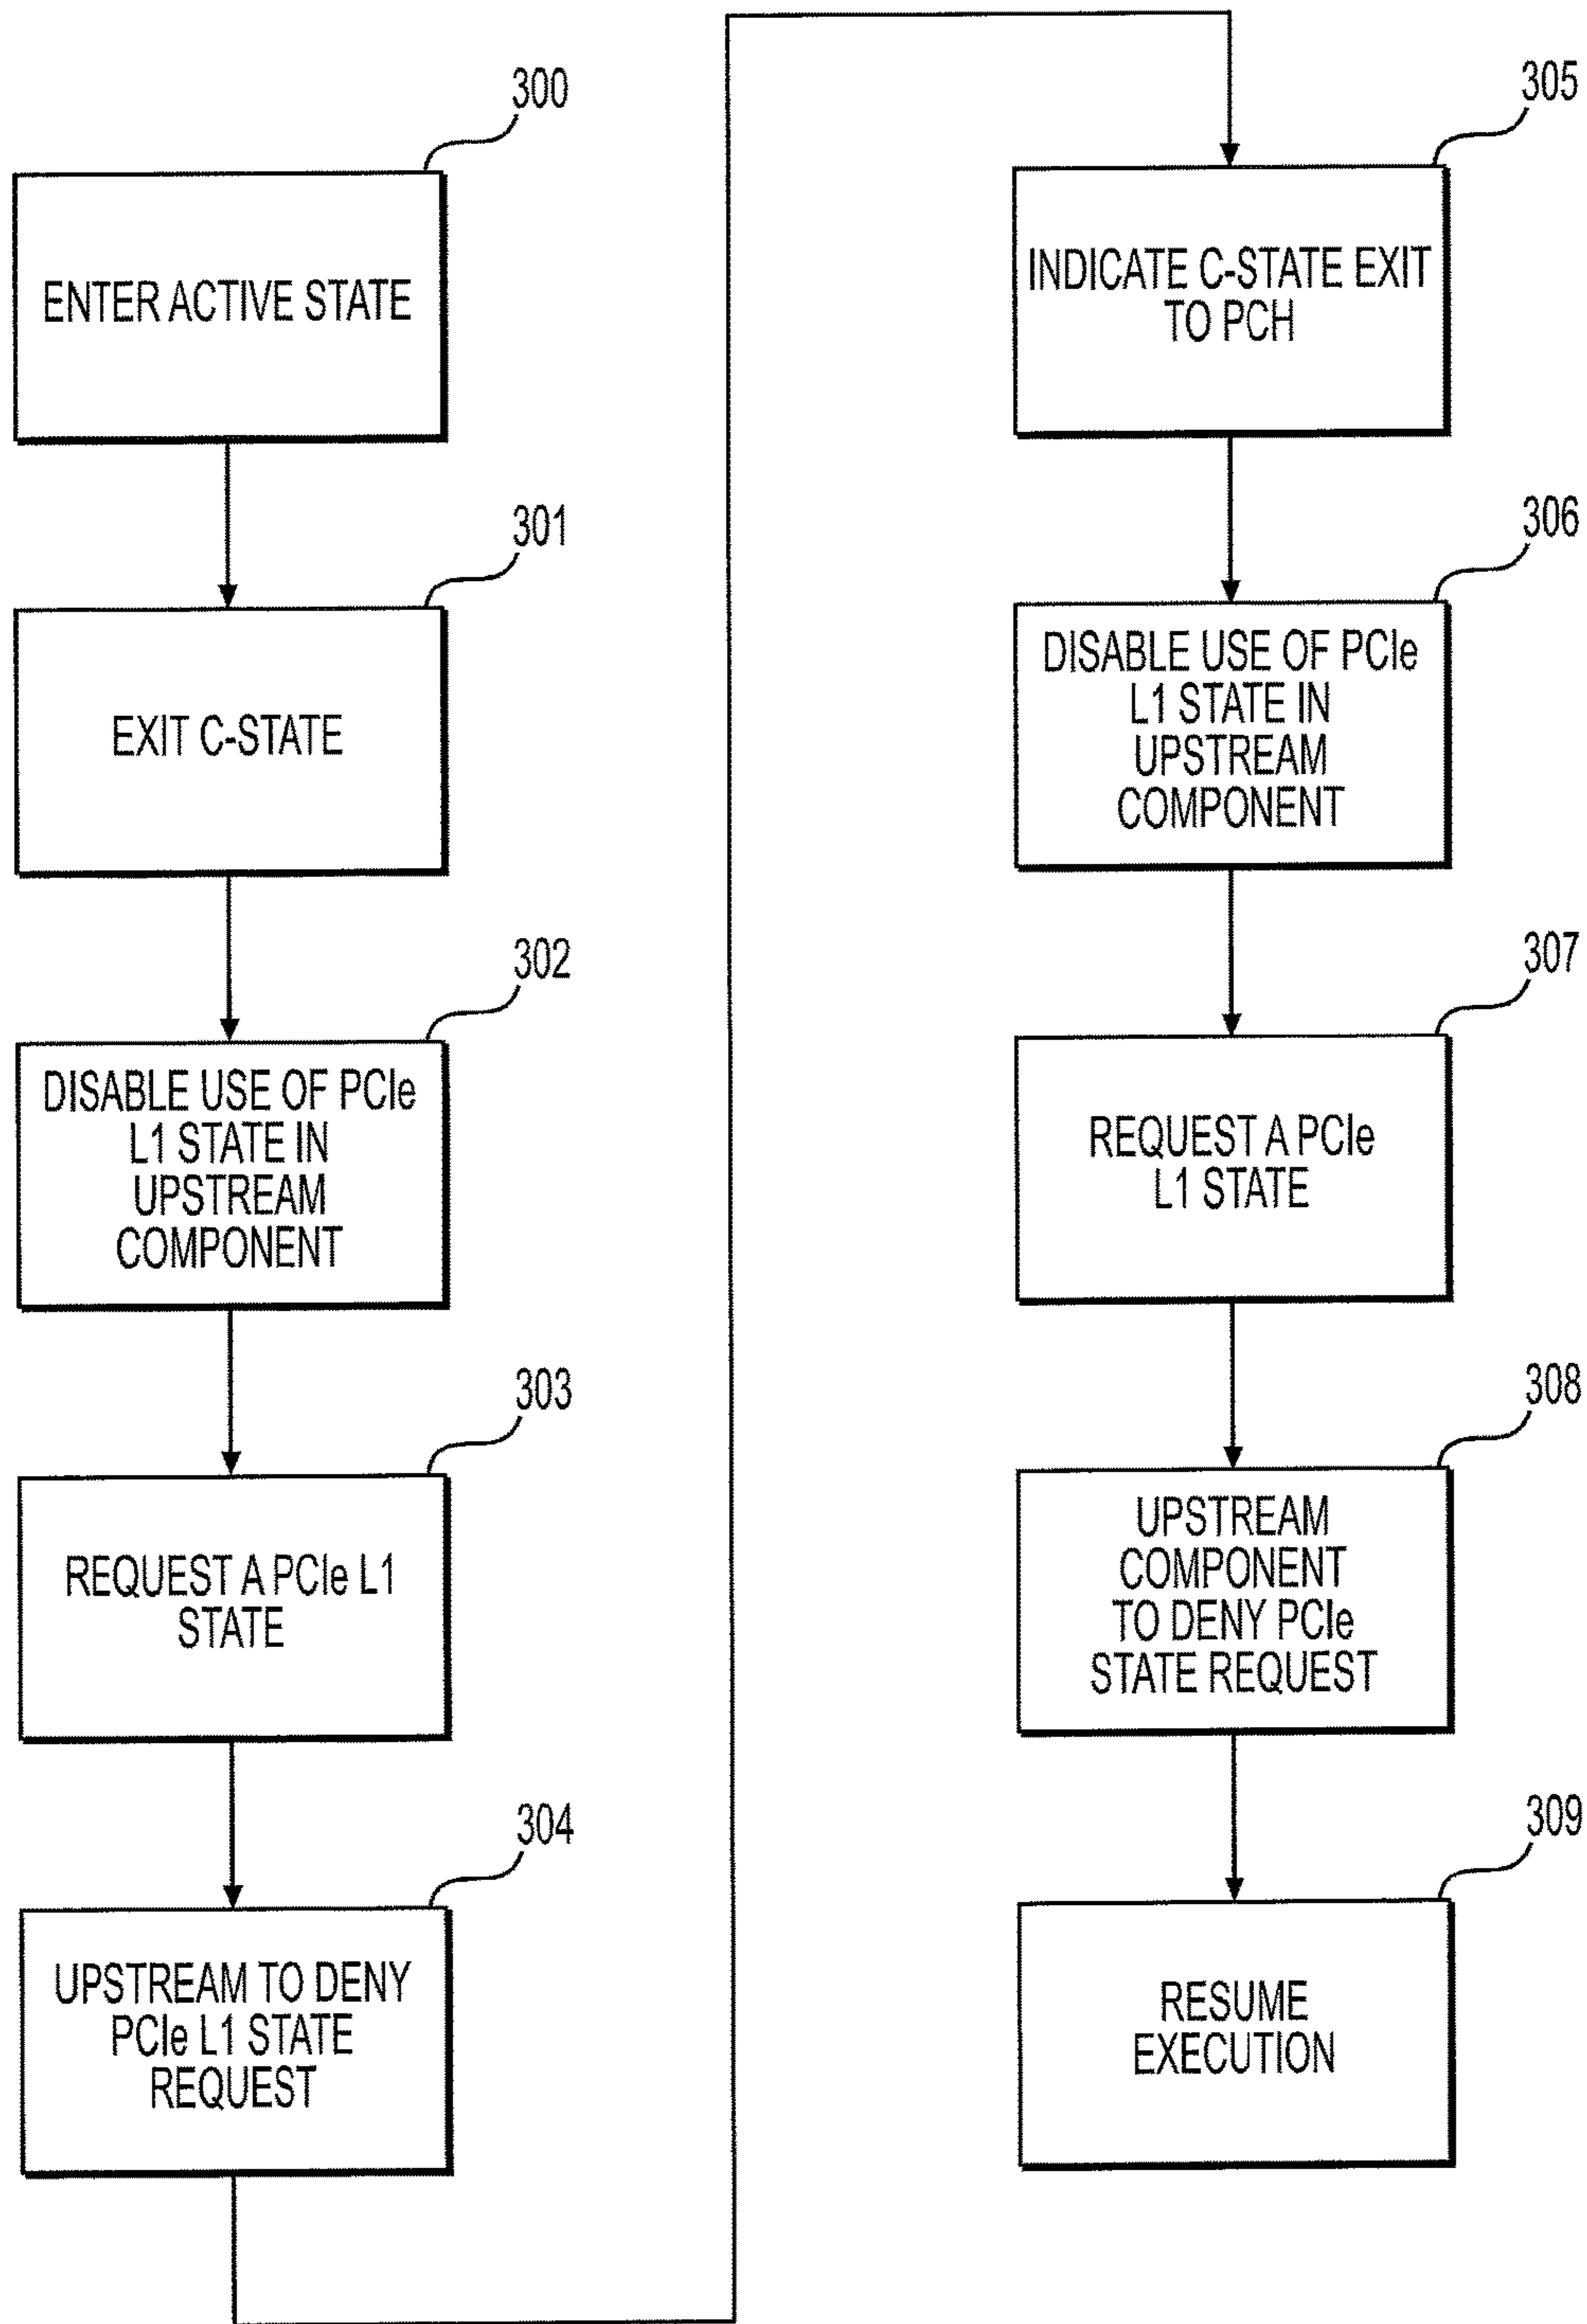 300
ENTER ACTIVE STATE
301
EXIT C-STATE
302
DISABLE USE OF PCIe
L1 STATE IN
UPSTREAM
COMPONENT
303
REQUEST A PCIe L1
STATE
304
UPSTREAM TO DENY
PCIe L1 STATE
REQUEST
305
INDICATE C-STATE EXIT
TO PCH
306
DISABLE USE OF PCIe
L1 STATE IN
UPSTREAM
COMPONENT
307
REQUEST A PCIe
L1 STATE
308
UPSTREAM
COMPONENT
TO DENY PCIe
STATE REQUEST
309
RESUME
EXECUTION